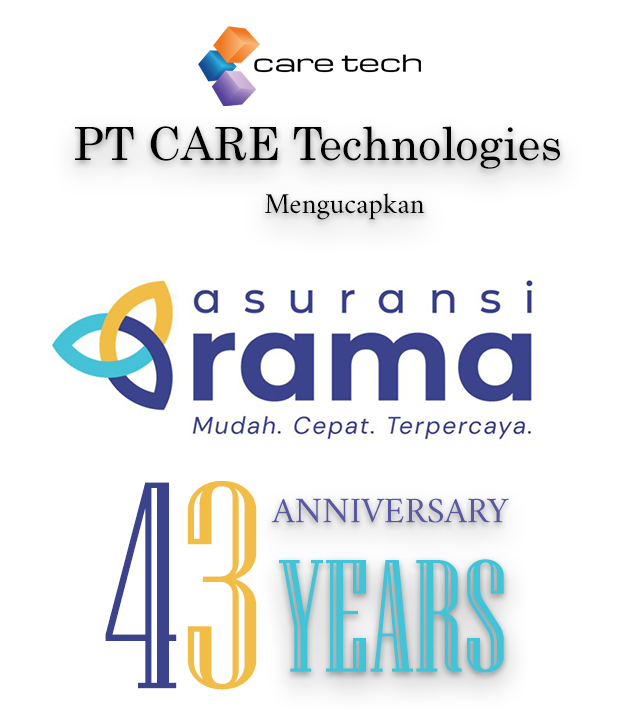 care tech
PT CARE Technologies
Mengucapkan
asuransi
rama
Mudah. Cepat. Terpercaya.
43 ANNIVERSARY
YEARS